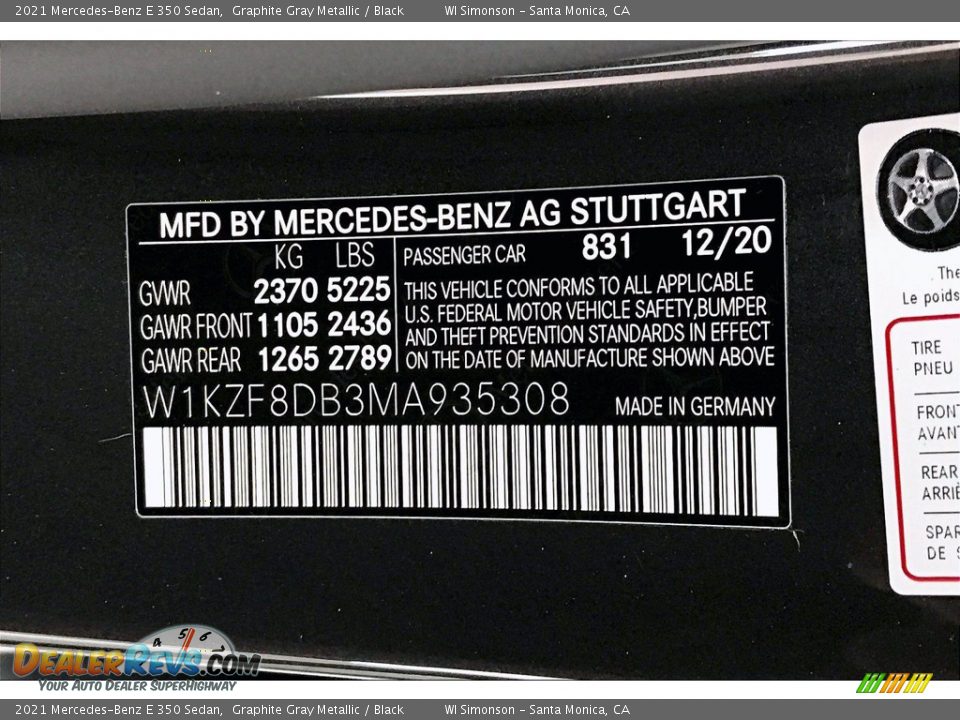 2021 Mercedes-Benz E 350 Sedan, Graphite Gray Metallic / Black WI Simonson - Santa Monica, CA
MFD BY MERCEDES-BENZ AG STUTTGART
KG LBS
GVWR 2370 5225
GAWR FRONT 1105 2436
GAWR REAR 1265 2789
PASSENGER CAR 831 12/20
THIS VEHICLE CONFORMS TO ALL APPLICABLE
U.S. FEDERAL MOTOR VEHICLE SAFETY,BUMPER
AND THEFT PREVENTION STANDARDS IN EFFECT
ON THE DATE OF MANUFACTURE SHOWN ABOVE
W1KZF8DB3MA935308 MADE IN GERMANY
The
Le poids
TIRE
PNEU
FRONT
AVANT
REAR
ARRIÈ
SPAR
DE
4 5 6
DEALERREVS.COM
YOUR AUTO DEALER SUPERHIGHWAY
2021 Mercedes-Benz E 350 Sedan, Graphite Gray Metallic / Black WI Simonson - Santa Monica, CA